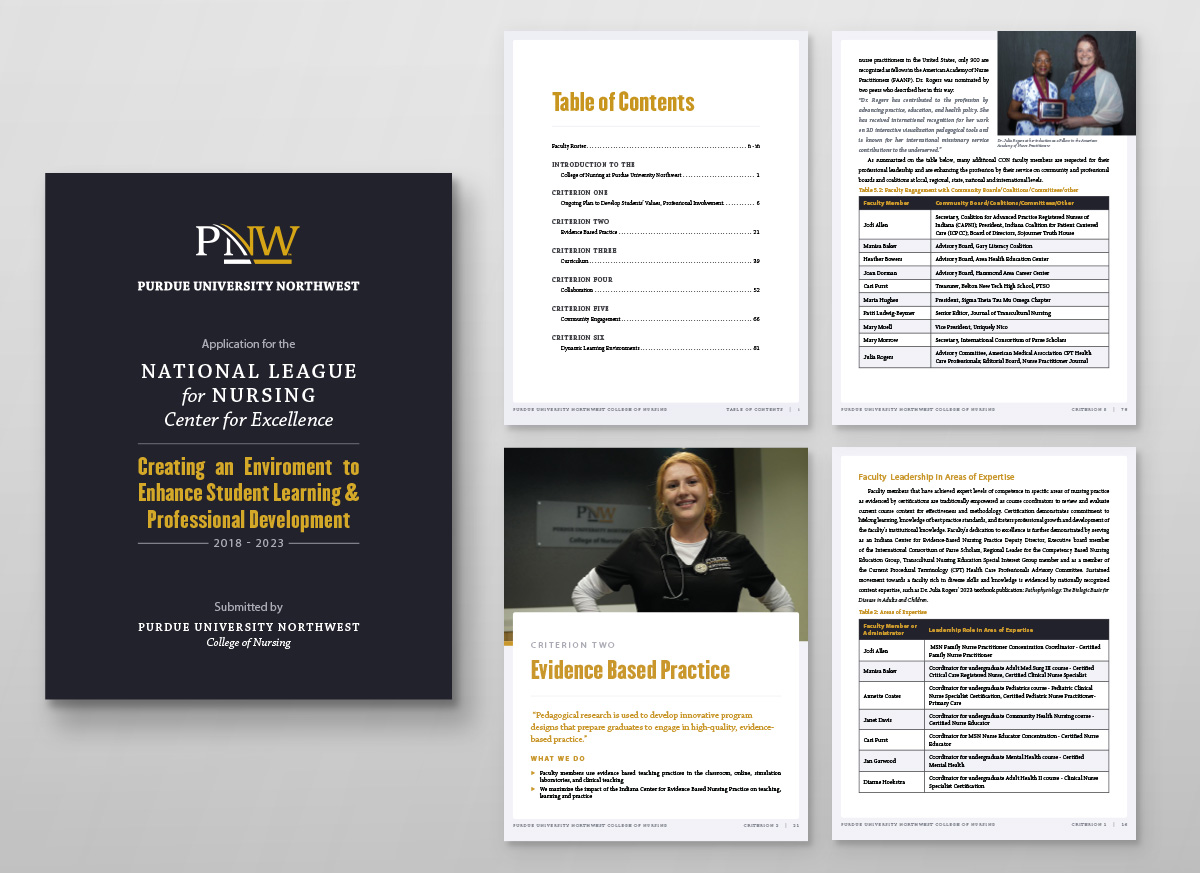 PNW
PURDUE UNIVERSITY NORTHWEST
Application for the
NATIONAL LEAGUE
for NURSING
Center for Excellence
Creating an Enviroment to
Enhance Student Learning &
Professional Development
2018 - 2023
Submitted by
PURDUE UNIVERSITY NORTHWEST
College of Nursing
Table of Contents
Faculty Roster
INTRODUCTION TO THE
College of Nursing at Purdue University Northwest 1
CRITERION ONE
Ongoing Plan to Develop Students' Values, Professional Involvement 6
CRITERION TWO
Evidence Based Practice 21
CRITERION THREE
Curriculum 39
CRITERION FOUR
Collaboration 52
CRITERION FIVE
Community Engagement 66
CRITERION SIX
Dynamic Learning Environments 81
PURDUE UNIVERSITY NORTHWEST COLLEGE OF NURSING TABLE OF CONTENTS | i
nurse practitioners in the United States, only 900 are
recognized as fellows in the American Academy of Nurse
Practitioners (FAANP). Dr. Rogers was nominated by
two peers who described her in this way:
"Dr. Rogers has contributed to the profession by
advancing practice, education, and health policy. She
has received international recognition for her work
on 3D interactive visualization pedagogical tools and
is known for her international missionary service
contributions to the underserved."
Dr. Julia Rogers at her induction as a Fellow in the American
Academy of Nurse Practitioners
As summarized on the table below, many additional CON faculty members are respected for their
professional leadership and are enhancing the profession by their service on community and professional
boards and coalitions at local, regional, state, national and international levels.
Table 5.2: Faculty Engagement with Community Boards/Coalitions/Committees/other
Faculty Member Community Board/Coalitions/Committees/Other
Jodi Allen Secretary, Coalition for Advanced Practice Registered Nurses of
Indiana (CAPNI); President, Indiana Coalition for Patient Centered
Care (ICPCC); Board of Directors, Sojourner Truth House
Monica Baker Advisory Board, Gary Literacy Coalition
Heather Bowers Advisory Board, Area Health Education Center
Joan Dorman Advisory Board, Hammond Area Career Center
Cari Furst Treasurer, Belton New Tech High School, PTSO
Maria Hughes President, Sigma Theta Tau Mu Omega Chapter
Patti Ludwig-Beymer Senior Editor, Journal of Transcultural Nursing
Mary Moell Vice President, Uniquely Nico
Mary Morrow Secretary, International Consortium of Parse Scholars
Julia Rogers Advisory Committee, American Medical Association CPT Health
Care Professionals; Editorial Board, Nurse Practitioner Journal
PURDUE UNIVERSITY NORTHWEST COLLEGE OF NURSING CRITERION 5 | 78
PNW
PURDUE UNIVERSITY NORTHWEST
College of Nursing
CRITERION TWO
Evidence Based Practice
"Pedagogical research is used to develop innovative program
designs that prepare graduates to engage in high-quality, evidence-
based practice."
WHAT WE DO
Faculty members use evidence based teaching practices in the classroom, online, simulation
laboratories, and clinical teaching
We maximize the impact of the Indiana Center for Evidence Based Nursing Practice on teaching,
learning and practice
PURDUE UNIVERSITY NORTHWEST COLLEGE OF NURSING CRITERION 2 | 21
Faculty Leadership in Areas of Expertise
Faculty members that have achieved expert levels of competence in specific areas of nursing practice
as evidenced by certifications are traditionally empowered as course coordinators to review and evaluate
current course content for effectiveness and methodology. Certification demonstrates commitment to
lifelong learning, knowledge of best practice standards, and fosters professional growth and development of
the faculty's institutional knowledge. Faculty's dedication to excellence is further demonstrated by serving
as an Indiana Center for Evidence-Based Nursing Practice Deputy Director, Executive board member
of the International Consortium of Parse Scholars, Regional Leader for the Competency Based Nursing
Education Group, Transcultural Nursing Education Special Interest Group member and as a member of
the Current Procedural Terminology (CPT) Health Care Professionals Advisory Committee. Sustained
movement towards a faculty rich in diverse skills and knowledge is evidenced by nationally recognized
content expertise, such as Dr. Julia Rogers' 2023 textbook publication: Pathophysiology: The Biologic Basis for
Disease in Adults and Children.
Table 2: Areas of Expertise
Faculty Member or
Administrator Leadership Role in Area of Expertise
Jodi Allen MSN Family Nurse Practitioner Concentration Coordinator - Certified
Family Nurse Practitioner
Monica Baker Coordinator for undergraduate Adult Med Surg III course - Certified
Critical Care Registered Nurse, Certified Clinical Nurse Specialist
Annette Coates Coordinator for undergraduate Pediatrics course - Pediatric Clinical
Nurse Specialist Certification, Certified Pediatric Nurse Practitioner-
Primary Care
Janet Davis Coordinator for undergraduate Community Health Nursing course -
Certified Nurse Educator
Cari Furst Coordinator for MSN Nurse Educator Concentration - Certified Nurse
Educator
Jan Garwood Coordinator for undergraduate Mental Health course - Certified
Mental Health
Dianne Hoekstra Coordinator for undergraduate Adult Health II course - Clinical Nurse
Specialist Certification
PURDUE UNIVERSITY NORTHWEST COLLEGE OF NURSING